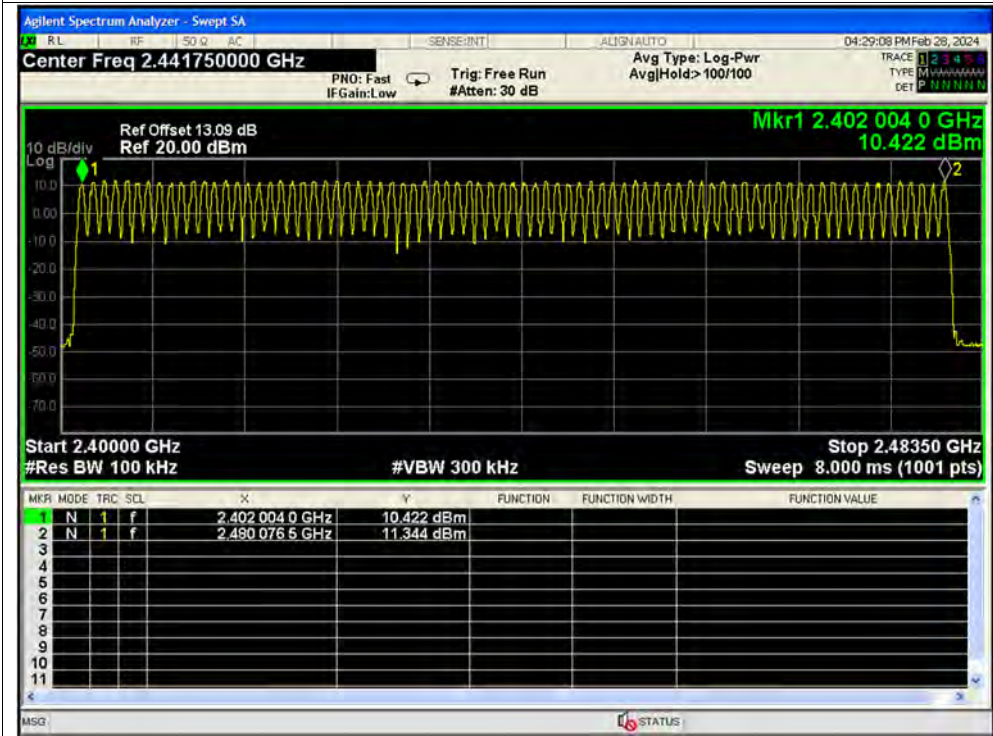 Agilent Spectrum Analyzer - Swept SA
RL RF 50 Ω AC SENSE:INT ALIGN AUTO 04:29:08 PM Feb 28, 2024
Center Freq 2.441750000 GHz
PNO: Fast
IFGain:Low
Trig: Free Run
#Atten: 30 dB
Avg Type: Log-Pwr
Avg|Hold:> 100/100
TRACE 1 2 3 4 5 6
TYPE M
DET P N N N N N
Mkr1 2.402 004 0 GHz
10.422 dBm
Ref Offset 13.09 dB
10 dB/div Ref 20.00 dBm
Log
1
2
10.0
0.00
-10.0
-20.0
-30.0
-40.0
-50.0
-60.0
-70.0
Start 2.40000 GHz Stop 2.48350 GHz
#Res BW 100 kHz #VBW 300 kHz Sweep 8.000 ms (1001 pts)
MKR MODE TRC SCL X Y FUNCTION FUNCTION WIDTH FUNCTION VALUE
1 N 1 f 2.402 004 0 GHz 10.422 dBm
2 N 1 f 2.480 076 5 GHz 11.344 dBm
3
4
5
6
7
8
9
10
11
MSG STATUS